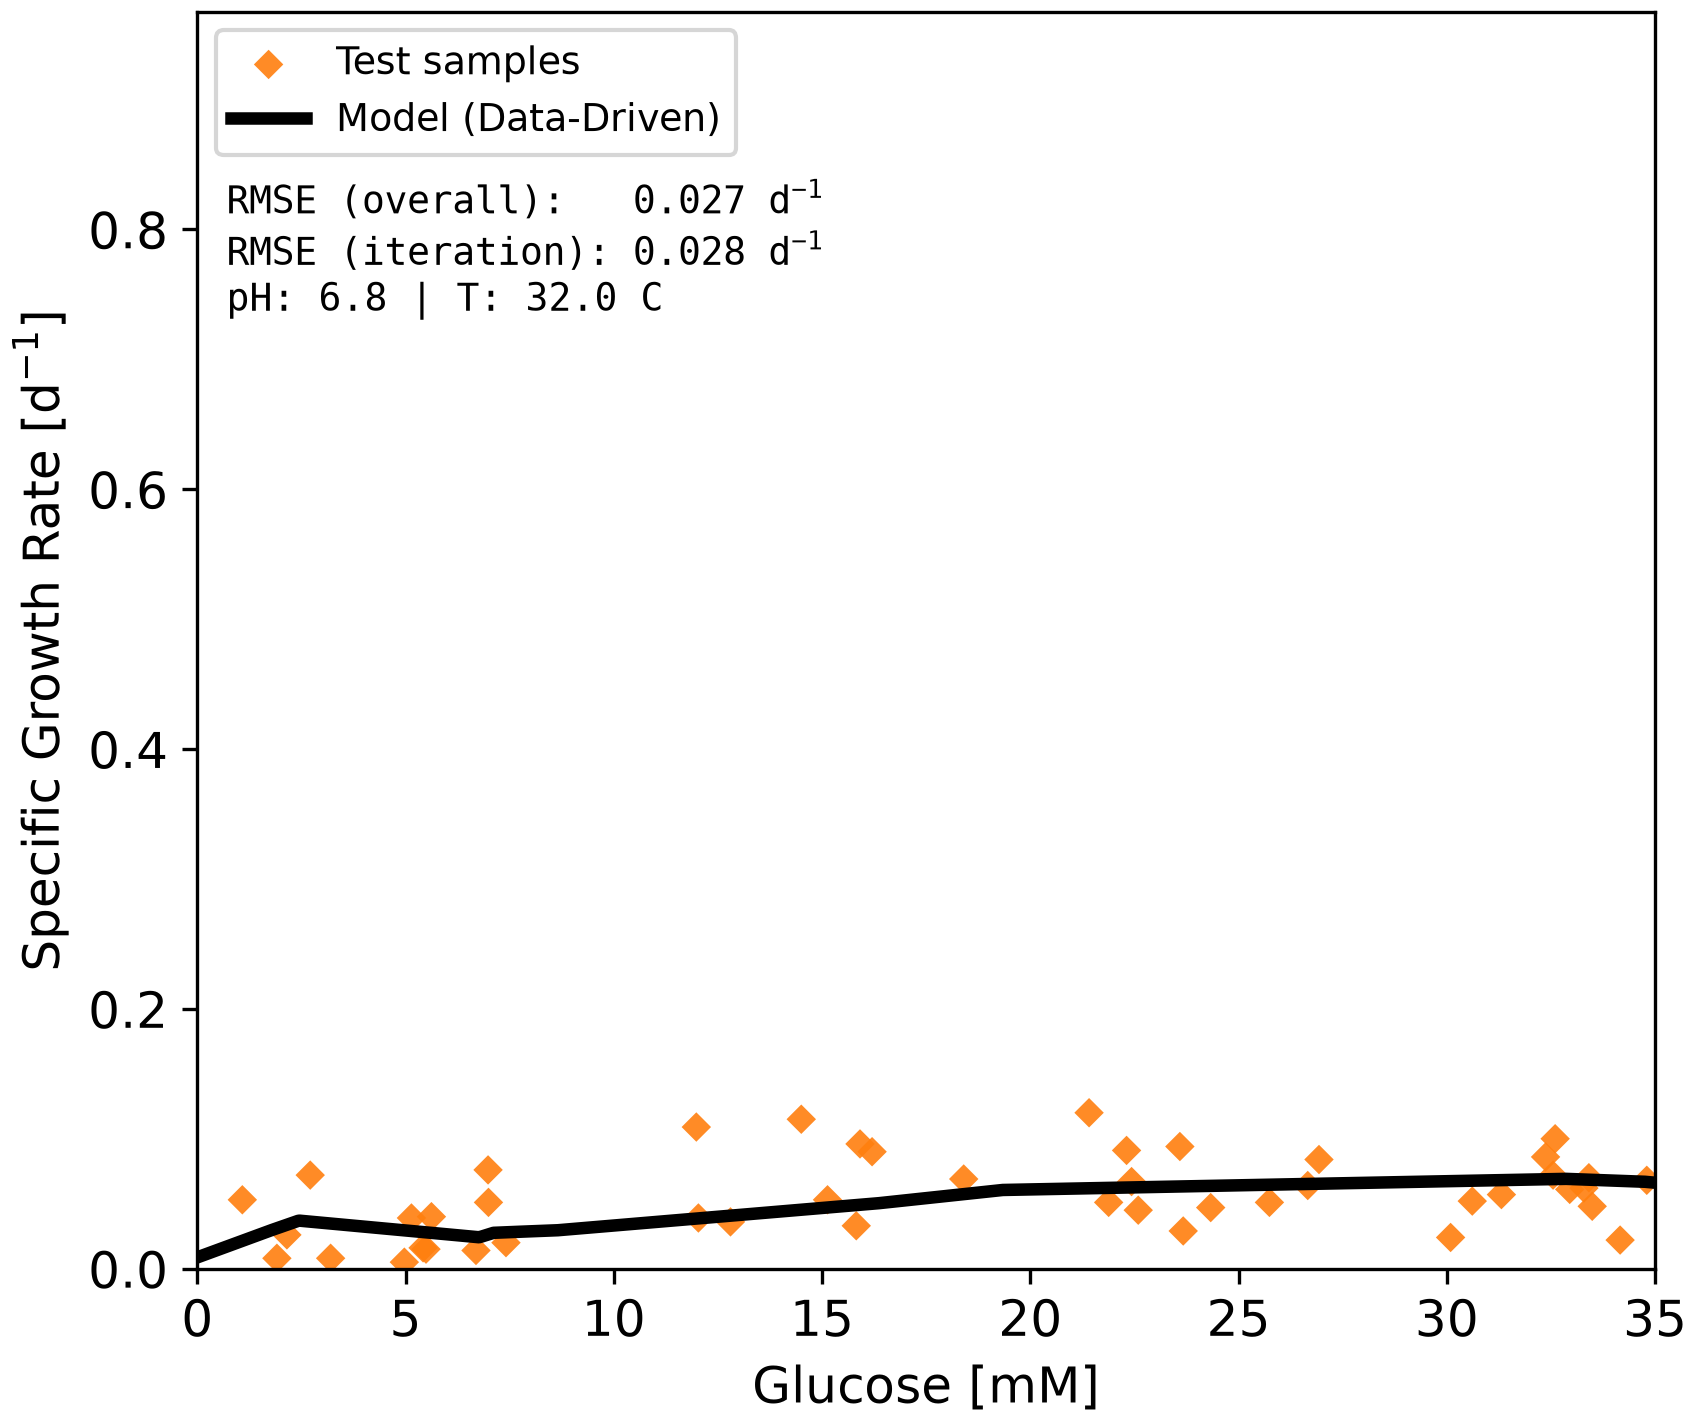 Test samples
Model (Data-Driven)
RMSE (overall): 0.027 d⁻¹
RMSE (iteration): 0.028 d⁻¹
pH: 6.8 | T: 32.0 C
Specific Growth Rate [d⁻¹]
0.8
0.6
0.4
0.2
0.0
0 5 10 15 20 25 30 35
Glucose [mM]